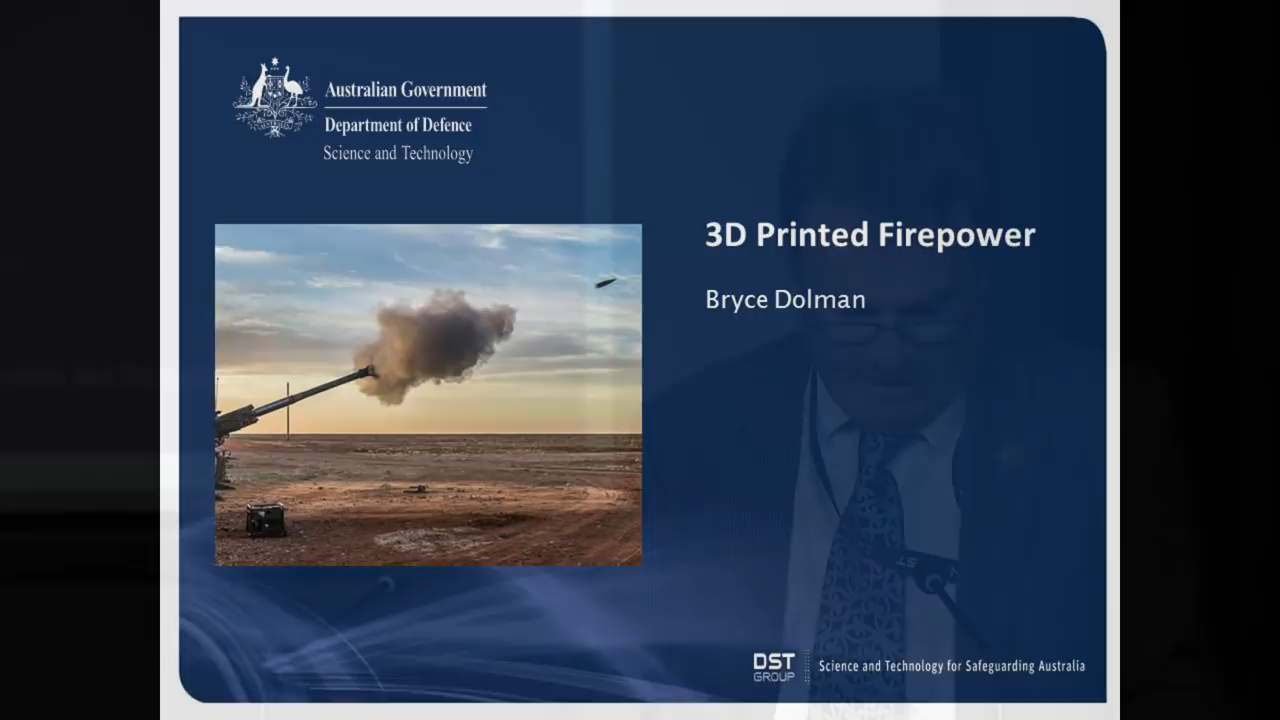 Australian Government
Department of Defence
Science and Technology
3D Printed Firepower
Bryce Dolman
DST
GROUP
Science and Technology for Safeguarding Australia